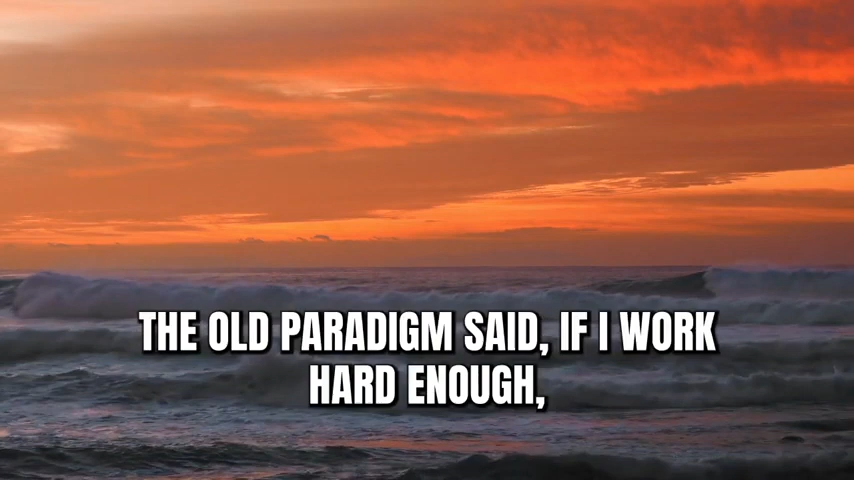 THE OLD PARADIGM SAID, IF I WORK
HARD ENOUGH,